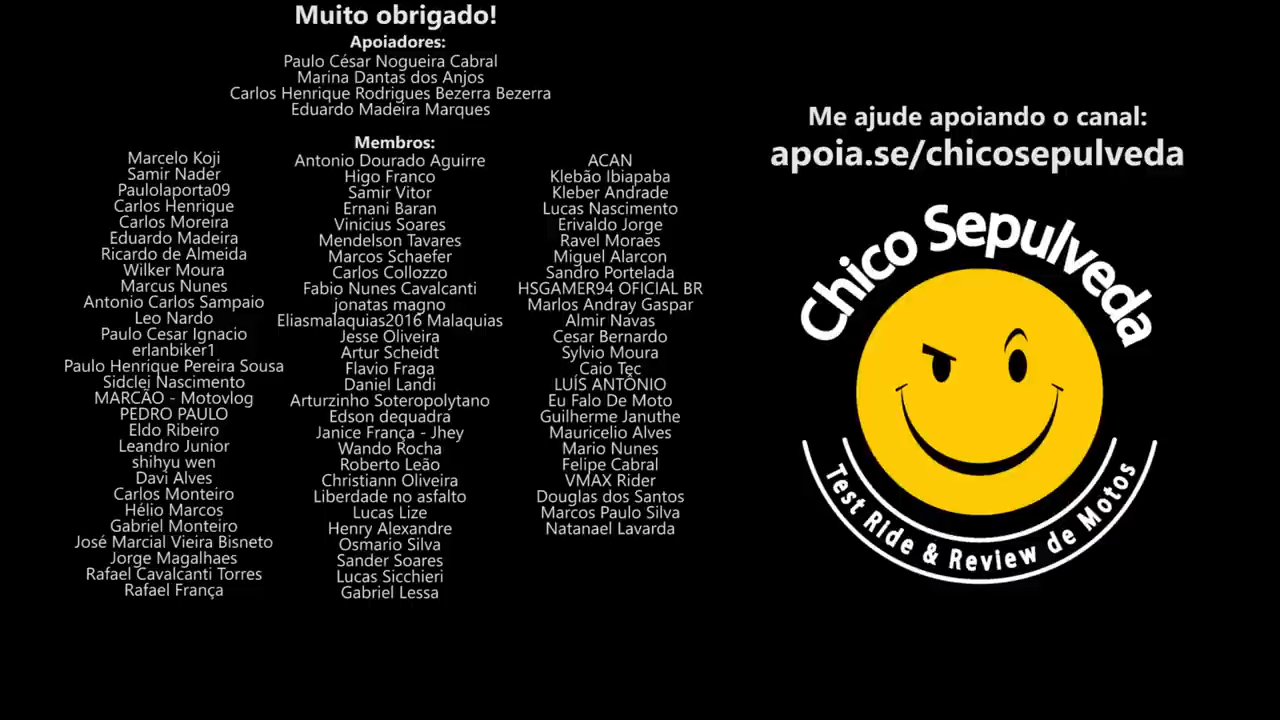 Muito obrigado!
Apoiadores:
Paulo César Nogueira Cabral
Marina Dantas dos Anjos
Carlos Henrique Rodrigues Bezerra Bezerra
Eduardo Madeira Marques
Membros:
Marcelo Koji
Samir Nader
Paulolaporta09
Carlos Henrique
Carlos Moreira
Eduardo Madeira
Ricardo de Almeida
Wilker Moura
Marcus Nunes
Antonio Carlos Sampaio
Leo Nardo
Paulo Cesar Ignacio
erlanbiker1
Paulo Henrique Pereira Sousa
Sidclei Nascimento
MARCÃO - Motovlog
PEDRO PAULO
Eldo Ribeiro
Leandro Junior
shihyu wen
Davi Alves
Carlos Monteiro
Hélio Marcos
Gabriel Monteiro
José Marcial Vieira Bisneto
Jorge Magalhaes
Rafael Cavalcanti Torres
Rafael França
Antonio Dourado Aguirre
Higo Franco
Samir Vitor
Ernani Baran
Vinicius Soares
Mendelson Tavares
Marcos Schaefer
Carlos Collozzo
Fabio Nunes Cavalcanti
jonatas magno
Eliasmalaquias2016 Malaquias
Jesse Oliveira
Artur Scheidt
Flavio Fraga
Daniel Landi
Arturzinho Soteropolytano
Edson dequadra
Janice França - Jhey
Wando Rocha
Roberto Leão
Christiann Oliveira
Liberdade no asfalto
Lucas Lize
Henry Alexandre
Osmario Silva
Sander Soares
Lucas Sicchieri
Gabriel Lessa
ACAN
Klebão Ibiapaba
Kleber Andrade
Lucas Nascimento
Erivaldo Jorge
Ravel Moraes
Miguel Alarcon
Sandro Portelada
HSGAMER94 OFICIAL BR
Marlos Andray Gaspar
Almir Navas
Cesar Bernardo
Sylvio Moura
Caio Tec
LUÍS ANTÔNIO
Eu Falo De Moto
Guilherme Januthe
Mauricelio Alves
Mario Nunes
Felipe Cabral
VMAX Rider
Douglas dos Santos
Marcos Paulo Silva
Natanael Lavarda
Me ajude apoiando o canal:
apoia.se/chicosepulveda
Chico Sepulveda
Test Ride & Review de Motos